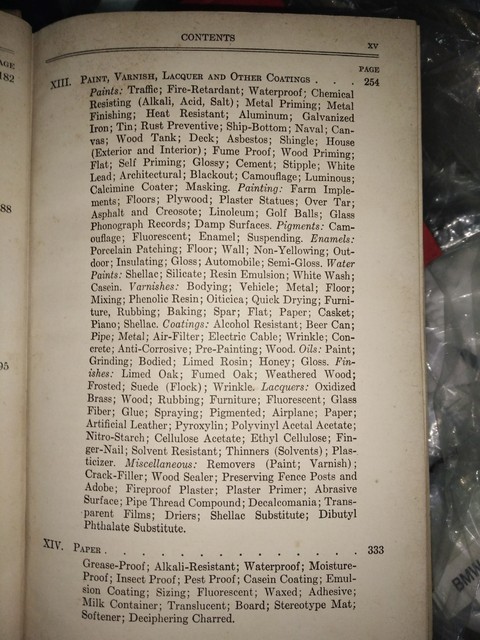 CONTENTS
XV
PAGE
XIII. PAINT, VARNISH, LACQUER AND OTHER COATINGS . . . 254
Paints: Traffic; Fire-Retardant; Waterproof; Chemical
Resisting (Alkali, Acid, Salt); Metal Priming; Metal
Finishing; Heat Resistant; Aluminum; Galvanized
Iron; Tin; Rust Preventive; Ship-Bottom; Naval; Can-
vas; Wood Tank; Deck; Asbestos; Shingle; House
(Exterior and Interior); Fume Proof; Wood Priming;
Flat; Self Priming; Glossy; Cement; Stipple; White
Lead; Architectural; Blackout; Camouflage; Luminous;
Calcimine Coater; Masking. Painting: Farm Imple-
ments; Floors; Plywood; Plaster Statues; Over Tar;
Asphalt and Creosote; Linoleum; Golf Balls; Glass
Phonograph Records; Damp Surfaces. Pigments: Cam-
ouflage; Fluorescent; Enamel; Suspending. Enamels:
Porcelain Patching; Floor; Wall; Non-Yellowing; Out-
door; Insulating; Gloss; Automobile; Semi-Gloss. Water
Paints: Shellac; Silicate; Resin Emulsion; White Wash;
Casein. Varnishes: Bodying; Vehicle; Metal; Floor;
Mixing; Phenolic Resin; Oiticica; Quick Drying; Furni-
ture, Rubbing; Baking; Spar; Flat; Paper; Casket;
Piano; Shellac. Coatings: Alcohol Resistant; Beer Can;
Pipe; Metal; Air-Filter; Electric Cable; Wrinkle; Con-
crete; Anti-Corrosive; Pre-Painting; Wood. Oils: Paint;
Grinding; Bodied; Limed Rosin; Honey; Gloss. Fin-
ishes: Limed Oak; Fumed Oak; Weathered Wood;
Frosted; Suede (Flock); Wrinkle. Lacquers: Oxidized
Brass; Wood; Rubbing; Furniture; Fluorescent; Glass
Fiber; Glue; Spraying; Pigmented; Airplane; Paper;
Artificial Leather; Pyroxylin; Polyvinyl Acetal Acetate;
Nitro-Starch; Cellulose Acetate; Ethyl Cellulose; Fin-
ger-Nail; Solvent Resistant; Thinners (Solvents); Plas-
ticizer. Miscellaneous: Removers (Paint; Varnish);
Crack-Filler; Wood Sealer; Preserving Fence Posts and
Adobe; Fireproof Plaster; Plaster Primer; Abrasive
Surface; Pipe Thread Compound; Decalcomania; Trans-
parent Films; Driers; Shellac Substitute; Dibutyl
Phthalate Substitute.
XIV. PAPER . . . . . . . . . . . . . 333
Grease-Proof; Alkali-Resistant; Waterproof; Moisture-
Proof; Insect Proof; Pest Proof; Casein Coating; Emul-
sion Coating; Sizing; Fluorescent; Waxed; Adhesive;
Milk Container; Translucent; Board; Stereotype Mat;
Softener; Deciphering Charred.
AGE
182
88
95
BMW